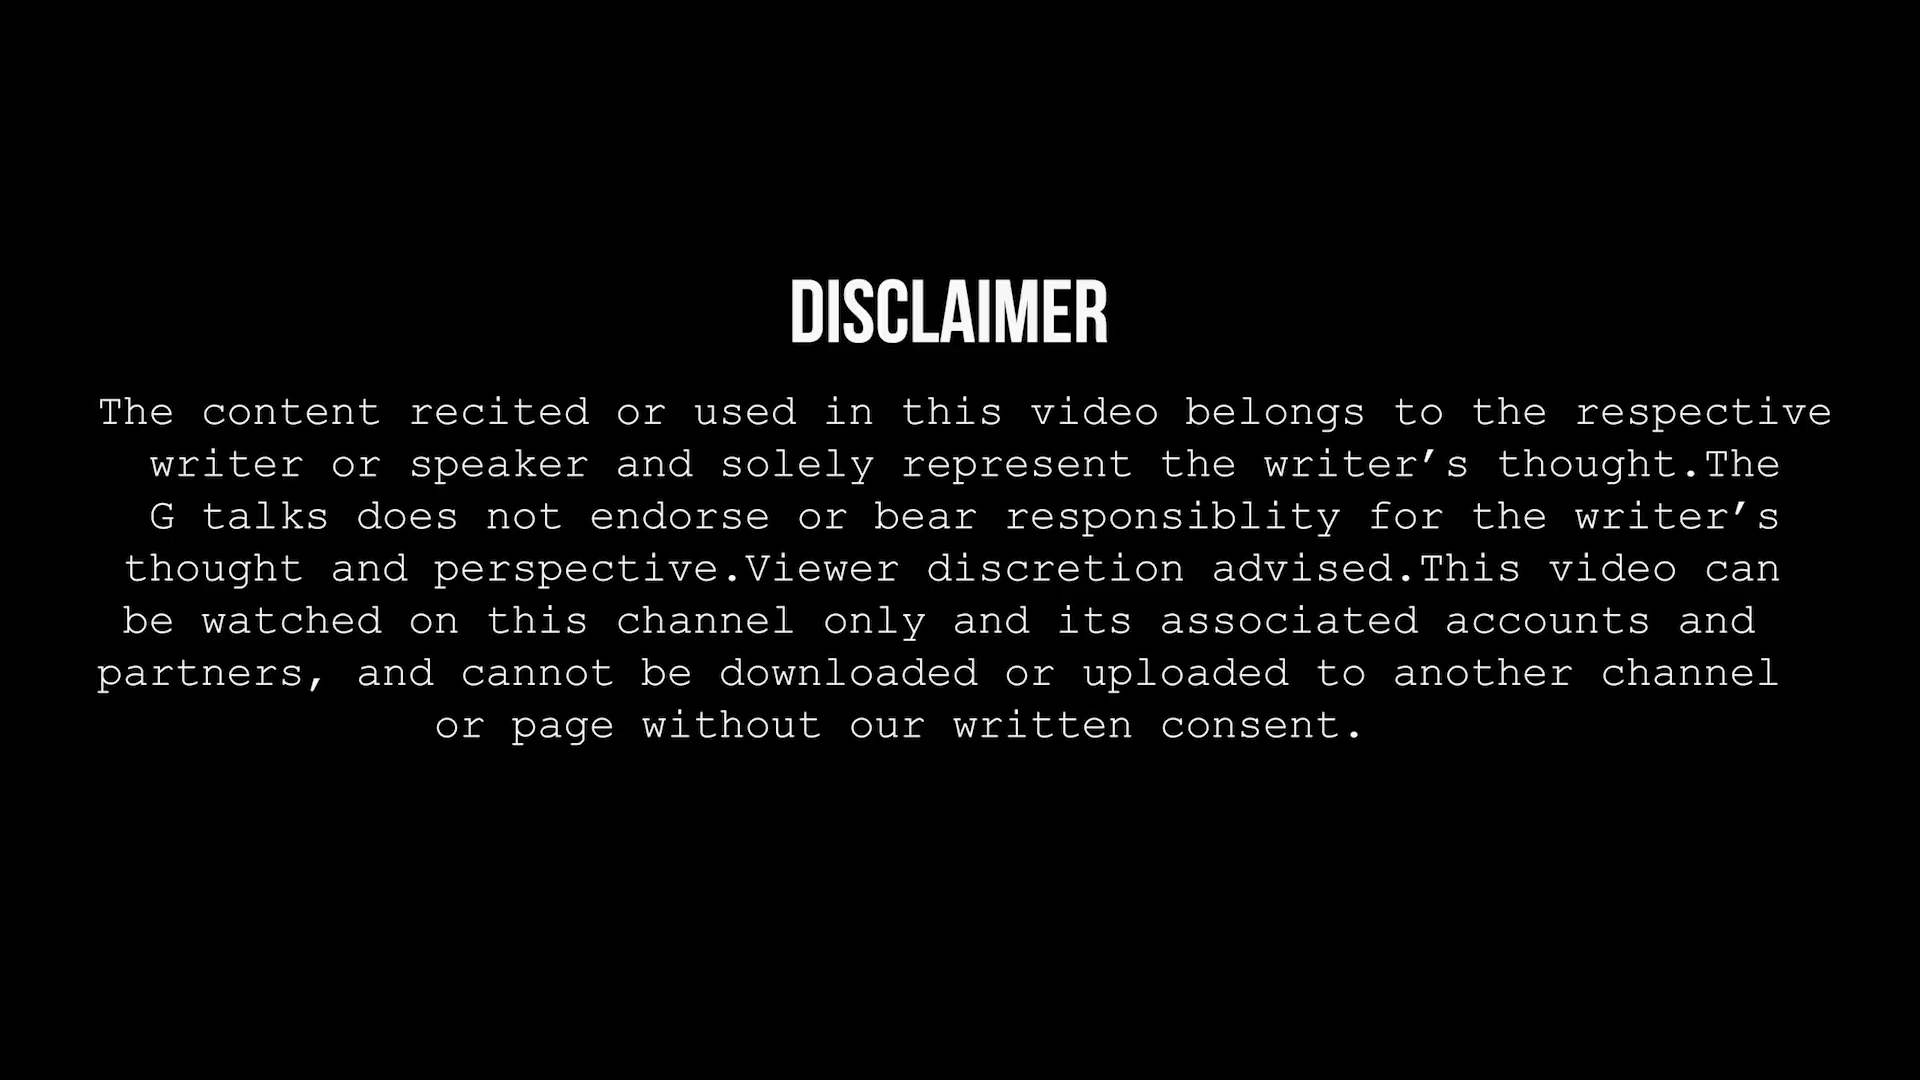 DISCLAIMER
The content recited or used in this video belongs to the respective
writer or speaker and solely represent the writer’s thought.The
G talks does not endorse or bear responsiblity for the writer’s
thought and perspective.Viewer discretion advised.This video can
be watched on this channel only and its associated accounts and
partners, and cannot be downloaded or uploaded to another channel
or page without our written consent.